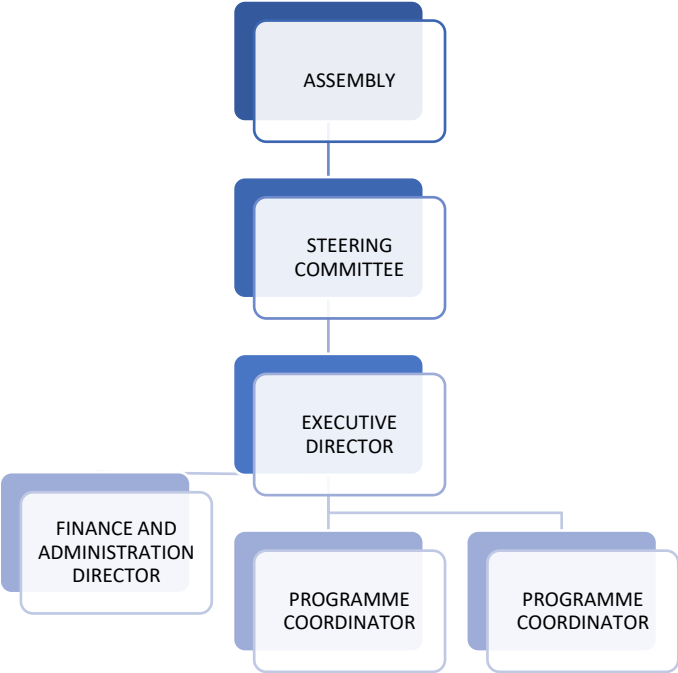 ASSEMBLY
STEERING
COMMITTEE
EXECUTIVE
DIRECTOR
FINANCE AND
ADMINISTRATION
DIRECTOR
PROGRAMME
COORDINATOR
PROGRAMME
COORDINATOR